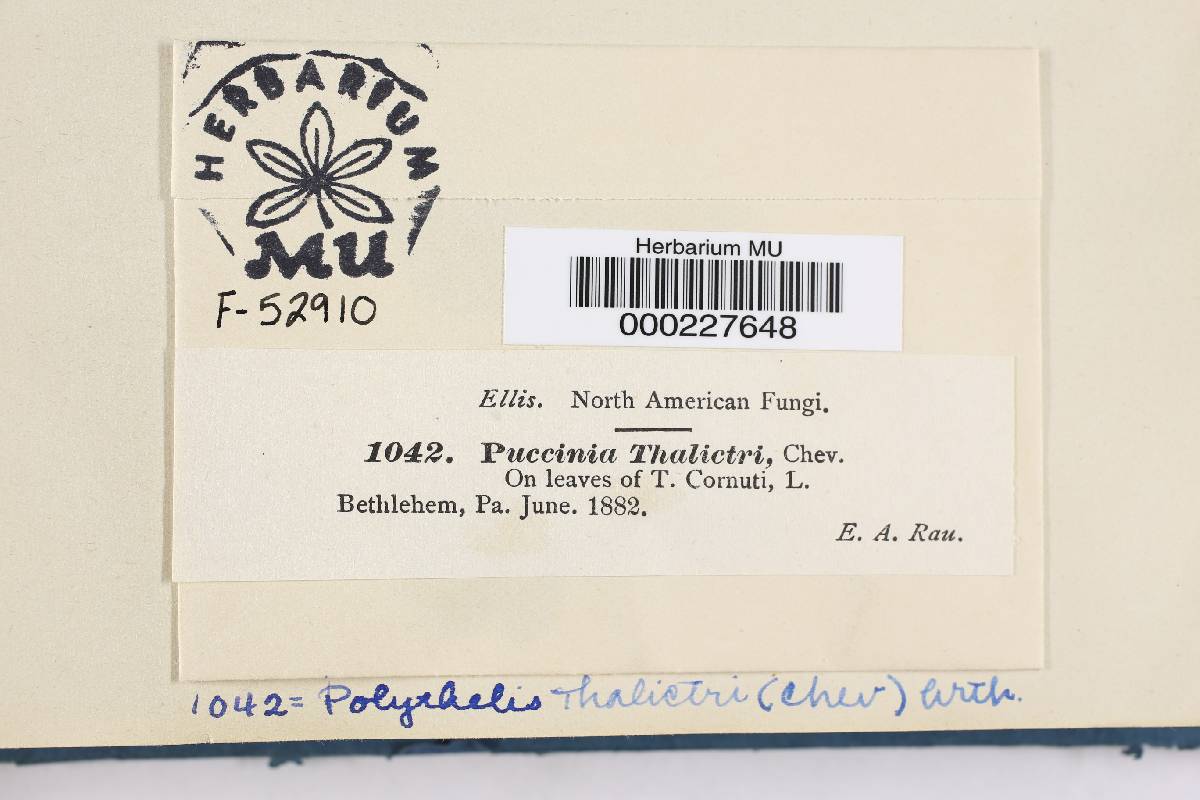 HERBARIUM
MU
F-52910
Herbarium MU
000227648
Ellis. North American Fungi.
1042. Puccinia Thalictri, Chev.
On leaves of T. Cornuti, L.
Bethlehem, Pa. June. 1882.
E. A. Rau.
1042 = Polythelis Thalictri (Chev) Arth.